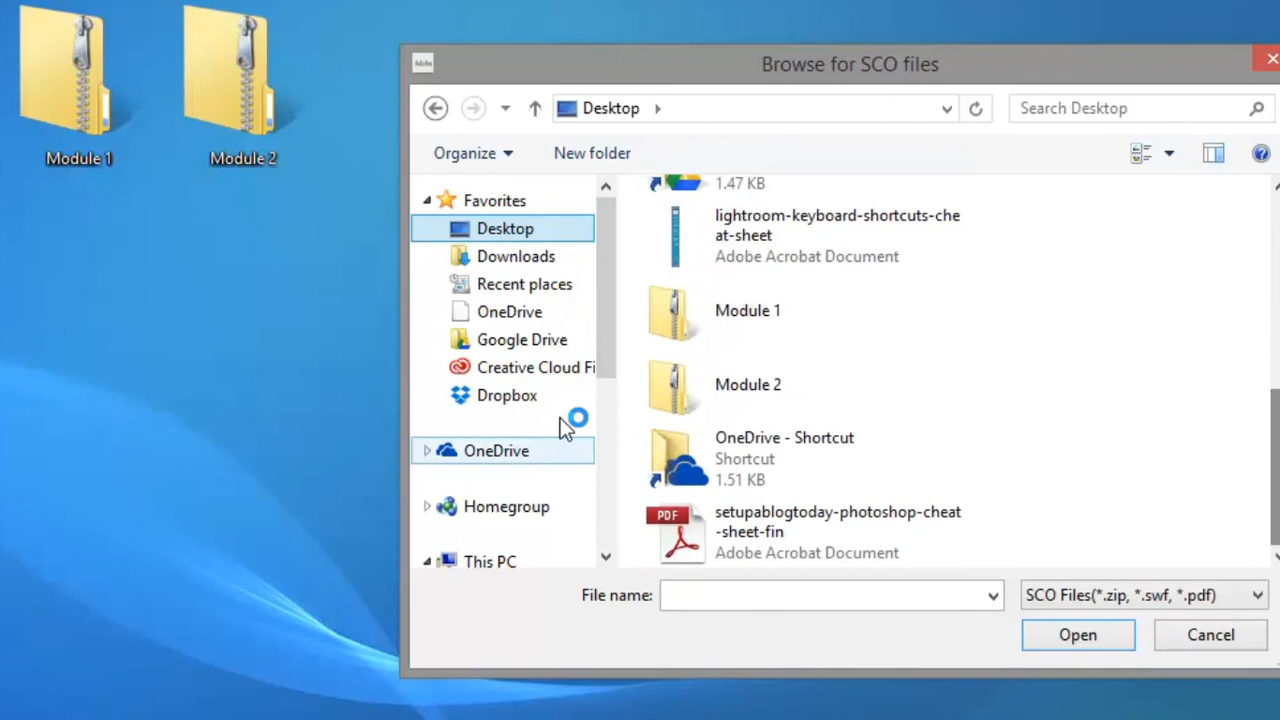 Module 1
Module 2
Adobe
Browse for SCO files
Desktop
Search Desktop
Organize
New folder
Favorites
Desktop
Downloads
Recent places
OneDrive
Google Drive
Creative Cloud Fi
Dropbox
OneDrive
Homegroup
This PC
1.47 KB
lightroom-keyboard-shortcuts-che
at-sheet
Adobe Acrobat Document
Module 1
Module 2
OneDrive - Shortcut
Shortcut
1.51 KB
PDF
setupablogtoday-photoshop-cheat
-sheet-fin
Adobe Acrobat Document
File name:
SCO Files(*.zip, *.swf, *.pdf)
Open
Cancel